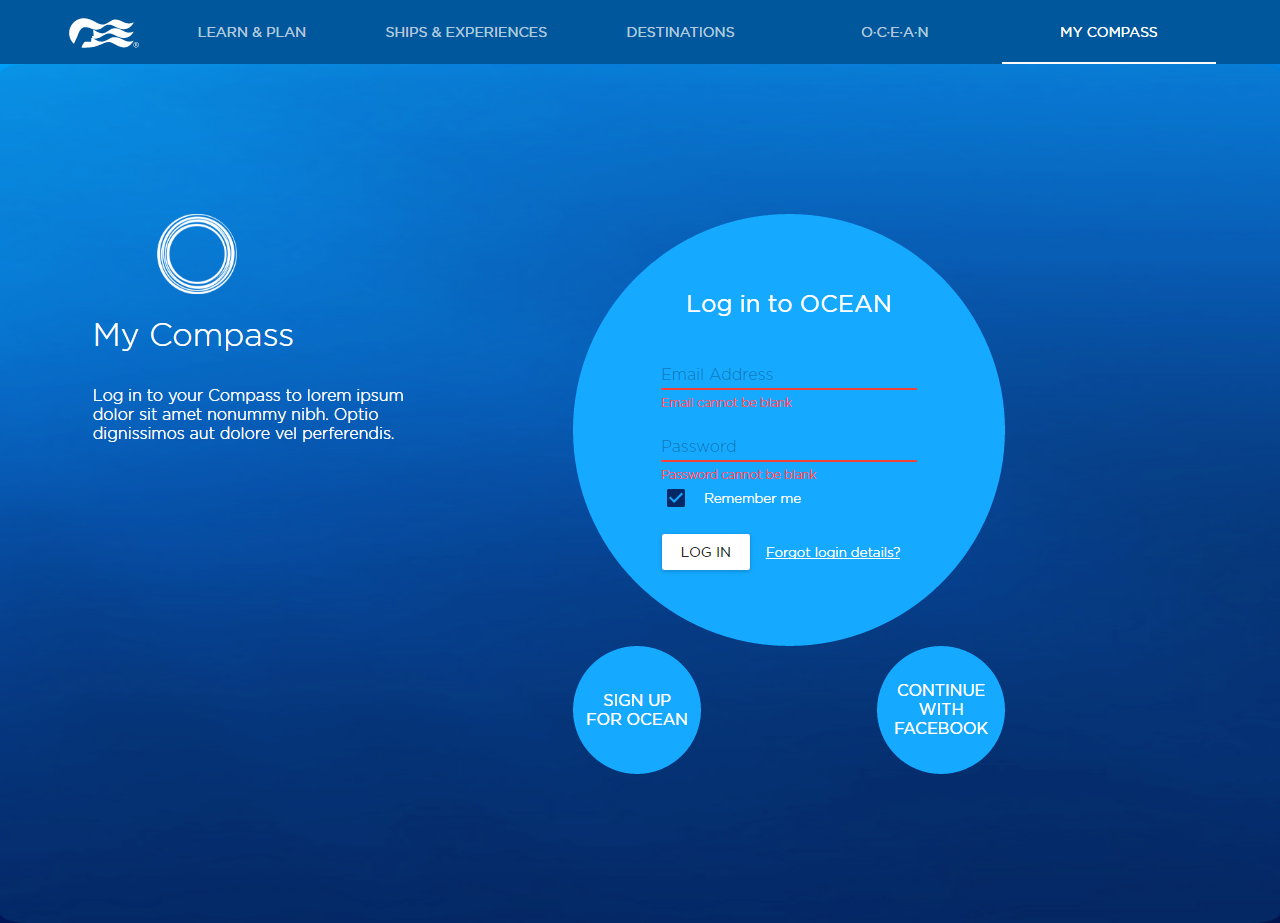 LEARN & PLAN
SHIPS & EXPERIENCES
DESTINATIONS
O·C·E·A·N
MY COMPASS
My Compass
Log in to your Compass to lorem ipsum
dolor sit amet nonummy nibh. Optio
dignissimos aut dolore vel perferendis.
Log in to OCEAN
Email Address
Email cannot be blank
Password
Password cannot be blank
Remember me
LOG IN
Forgot login details?
SIGN UP
FOR OCEAN
CONTINUE
WITH
FACEBOOK